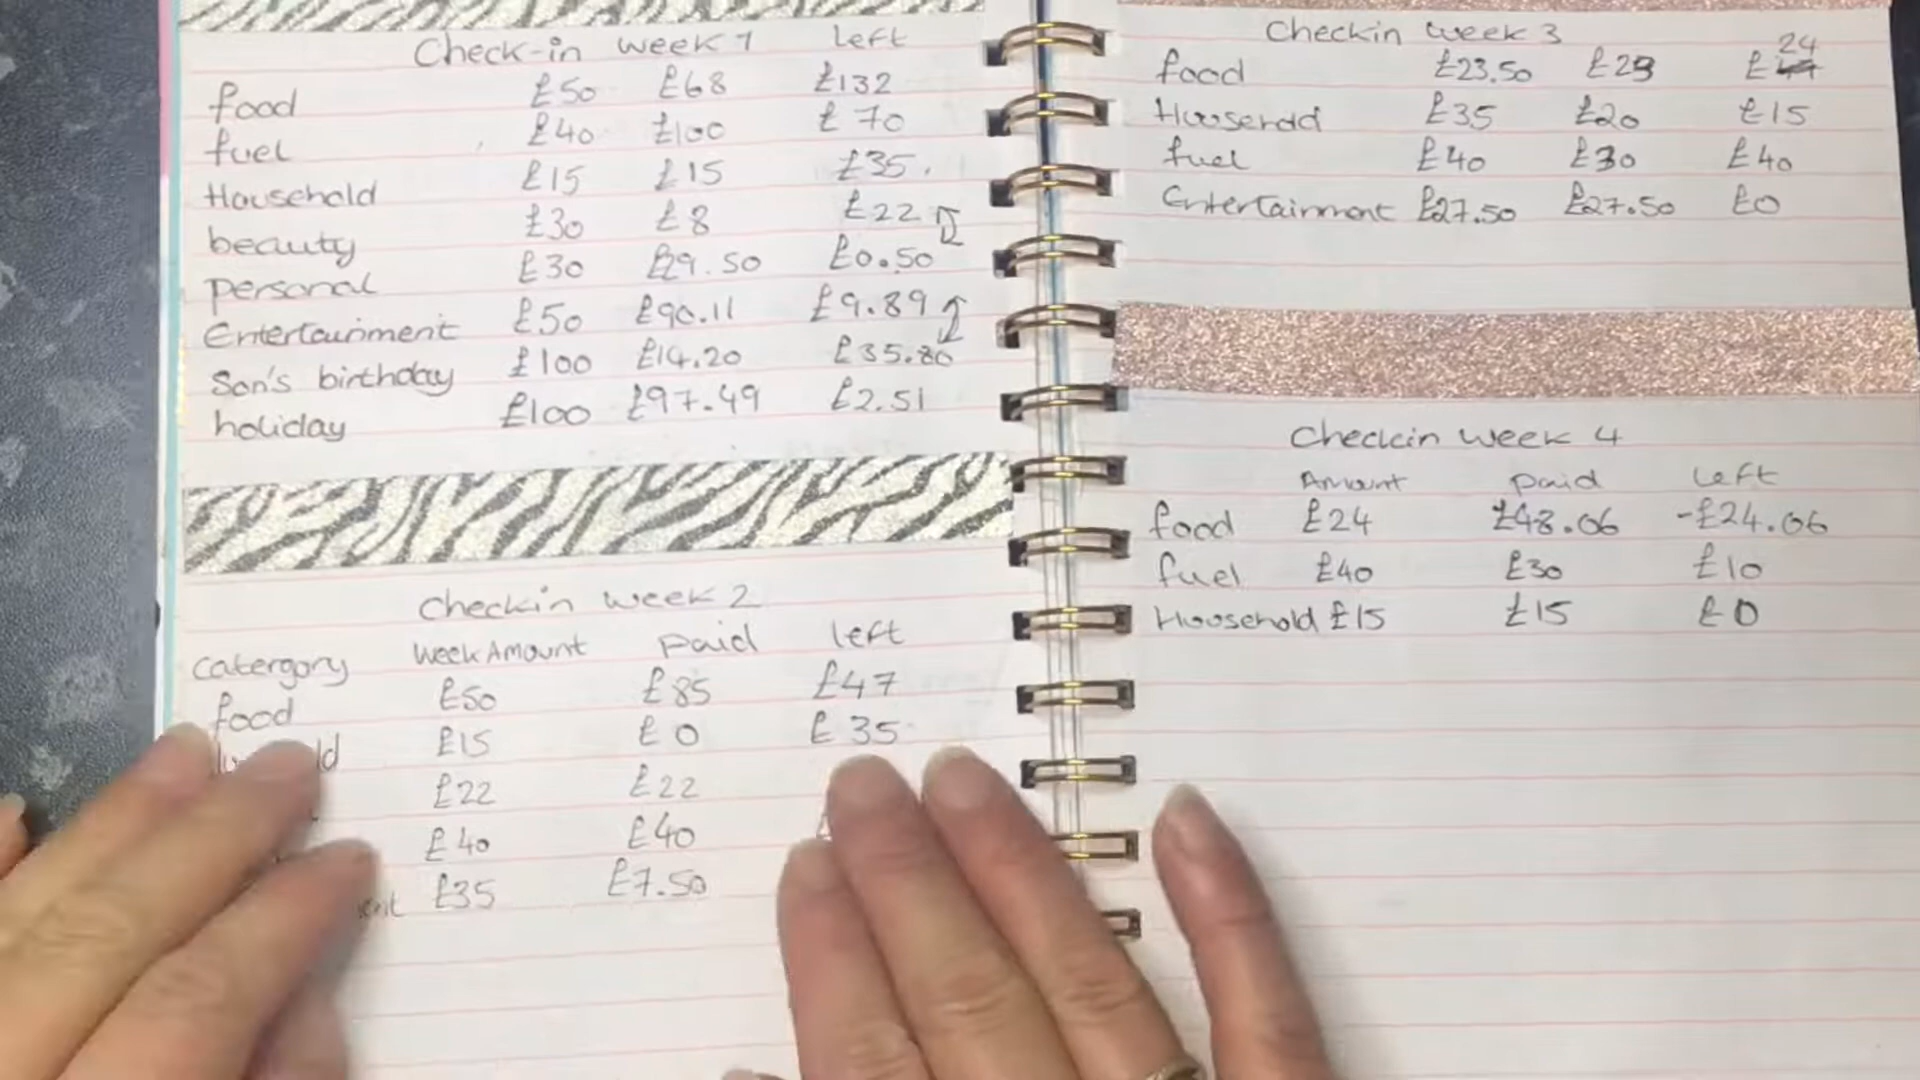 Check-in week 1 left
food £50 £68 £132
fuel £40 £100 £70
Household £15 £15 £35.
beauty £30 £8 £22
personal £30 £29.50 £0.50
Entertainment £50 £90.11 £9.89
Son's birthday £100 £14.20 £35.80
holiday £100 £97.49 £2.51
Checkin week 2
Catergory Week Amount Paid left
food £50 £85 £47
£15 £0 £35
£22 £22
£40 £40
£35 £7.50
Checkin week 3
24
food £23.50 £23 £
Household £35 £20 £15
fuel £40 £30 £40
Entertainment £27.50 £27.50 £0
Checkin week 4
Amount Paid Left
food £24 £48.06 -£24.06
fuel £40 £30 £10
Household £15 £15 £0